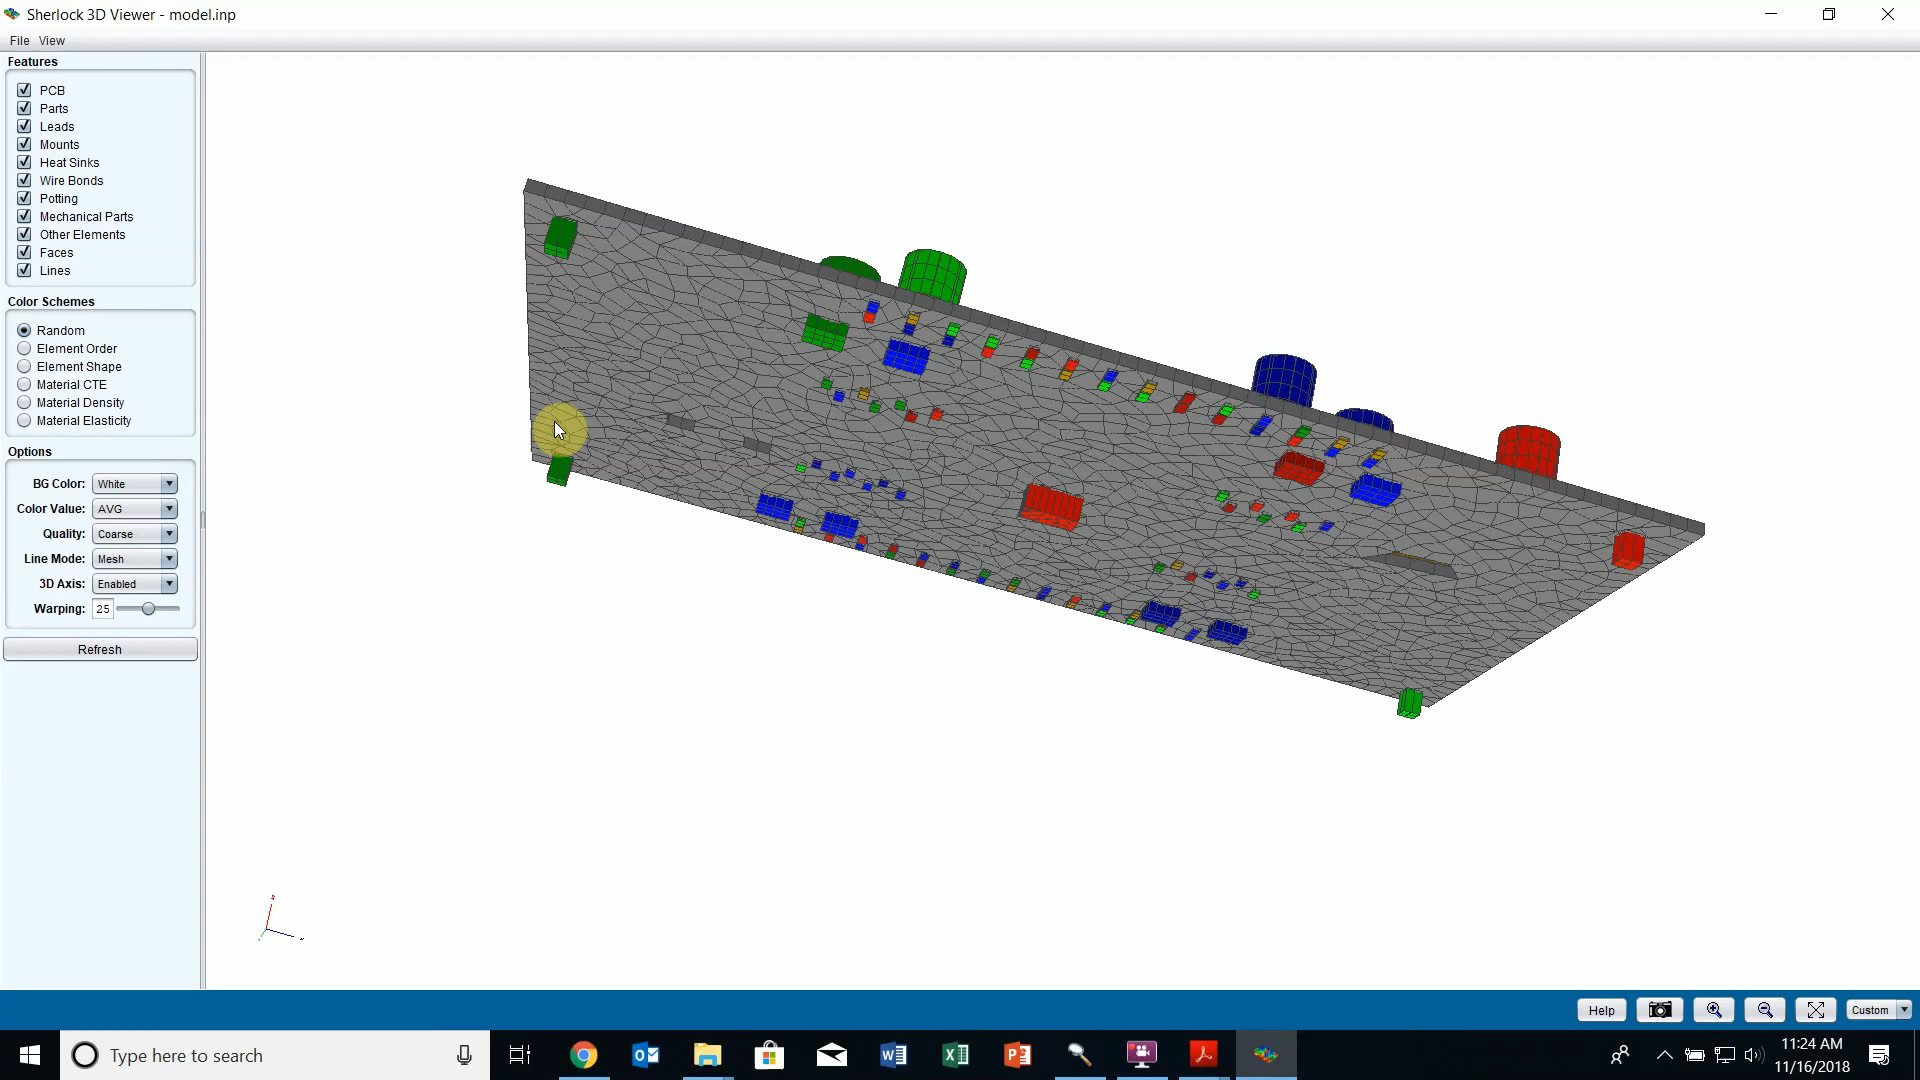 Sherlock 3D Viewer - model.inp
File View
Features
PCB
Parts
Leads
Mounts
Heat Sinks
Wire Bonds
Potting
Mechanical Parts
Other Elements
Faces
Lines
Color Schemes
Random
Element Order
Element Shape
Material CTE
Material Density
Material Elasticity
Options
BG Color: White
Color Value: AVG
Quality: Coarse
Line Mode: Mesh
3D Axis: Enabled
Warping: 25
Refresh
Help Custom
Type here to search
11:24 AM
11/16/2018